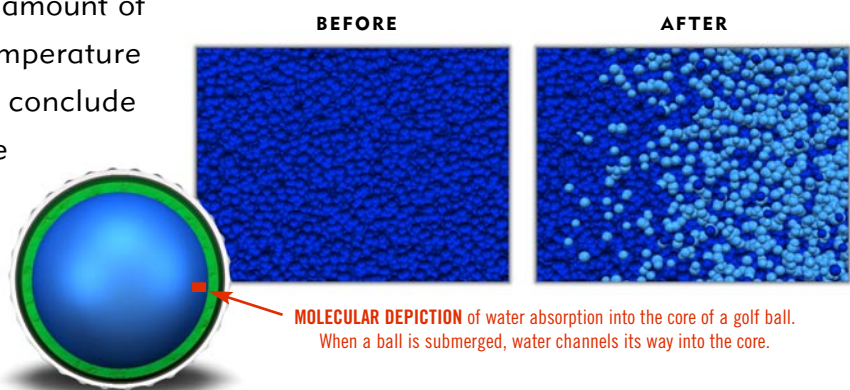 amount of
mperature
conclude
e
BEFORE
AFTER
MOLECULAR DEPICTION of water absorption into the core of a golf ball.
When a ball is submerged, water channels its way into the core.